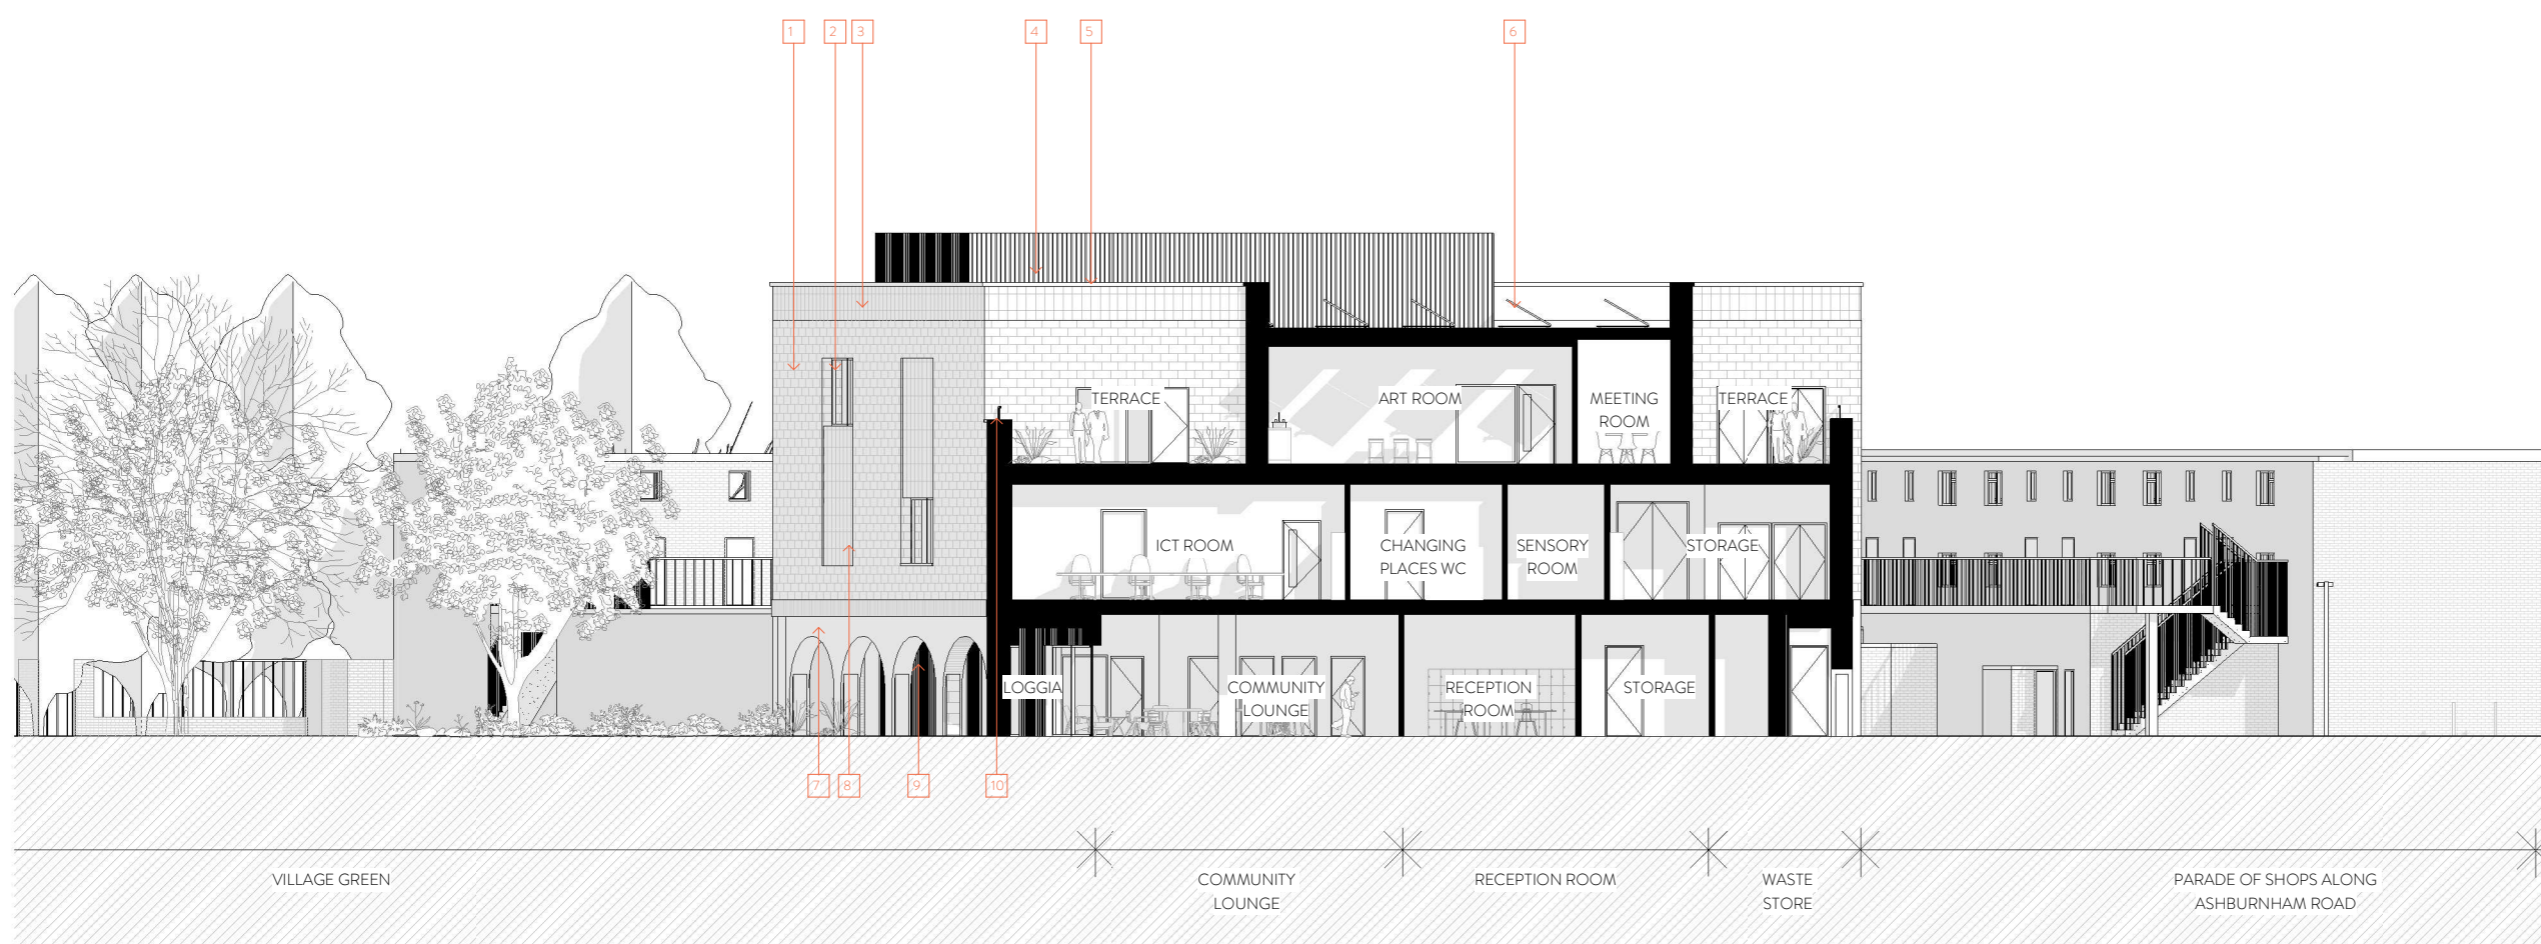 1 2 3 4 5 6
TERRACE ART ROOM MEETING TERRACE
ROOM
ICT ROOM CHANGING SENSORY STORAGE
PLACES WC ROOM
LOGGIA COMMUNITY RECEPTION STORAGE
LOUNGE ROOM
7 8 9 10
VILLAGE GREEN COMMUNITY RECEPTION ROOM WASTE PARADE OF SHOPS ALONG
LOUNGE STORE ASHBURNHAM ROAD